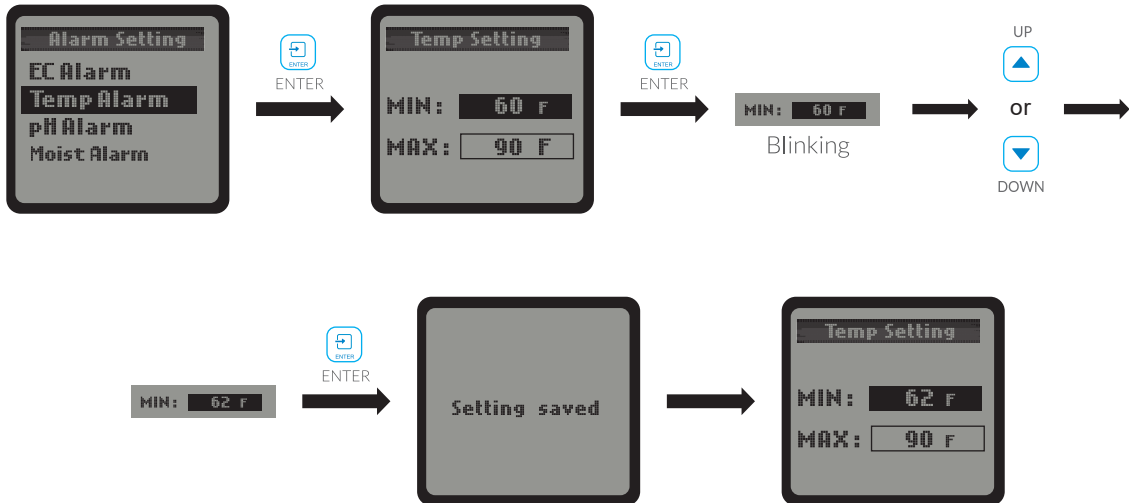 Alarm Setting
EC Alarm
Temp Alarm
pH Alarm
Moist Alarm
ENTER
ENTER
Temp Setting
MIN: 60 F
MAX: 90 F
ENTER
ENTER
MIN: 60 F
Blinking
UP
or
DOWN
MIN: 62 F
ENTER
ENTER
Setting saved
Temp Setting
MIN: 62 F
MAX: 90 F